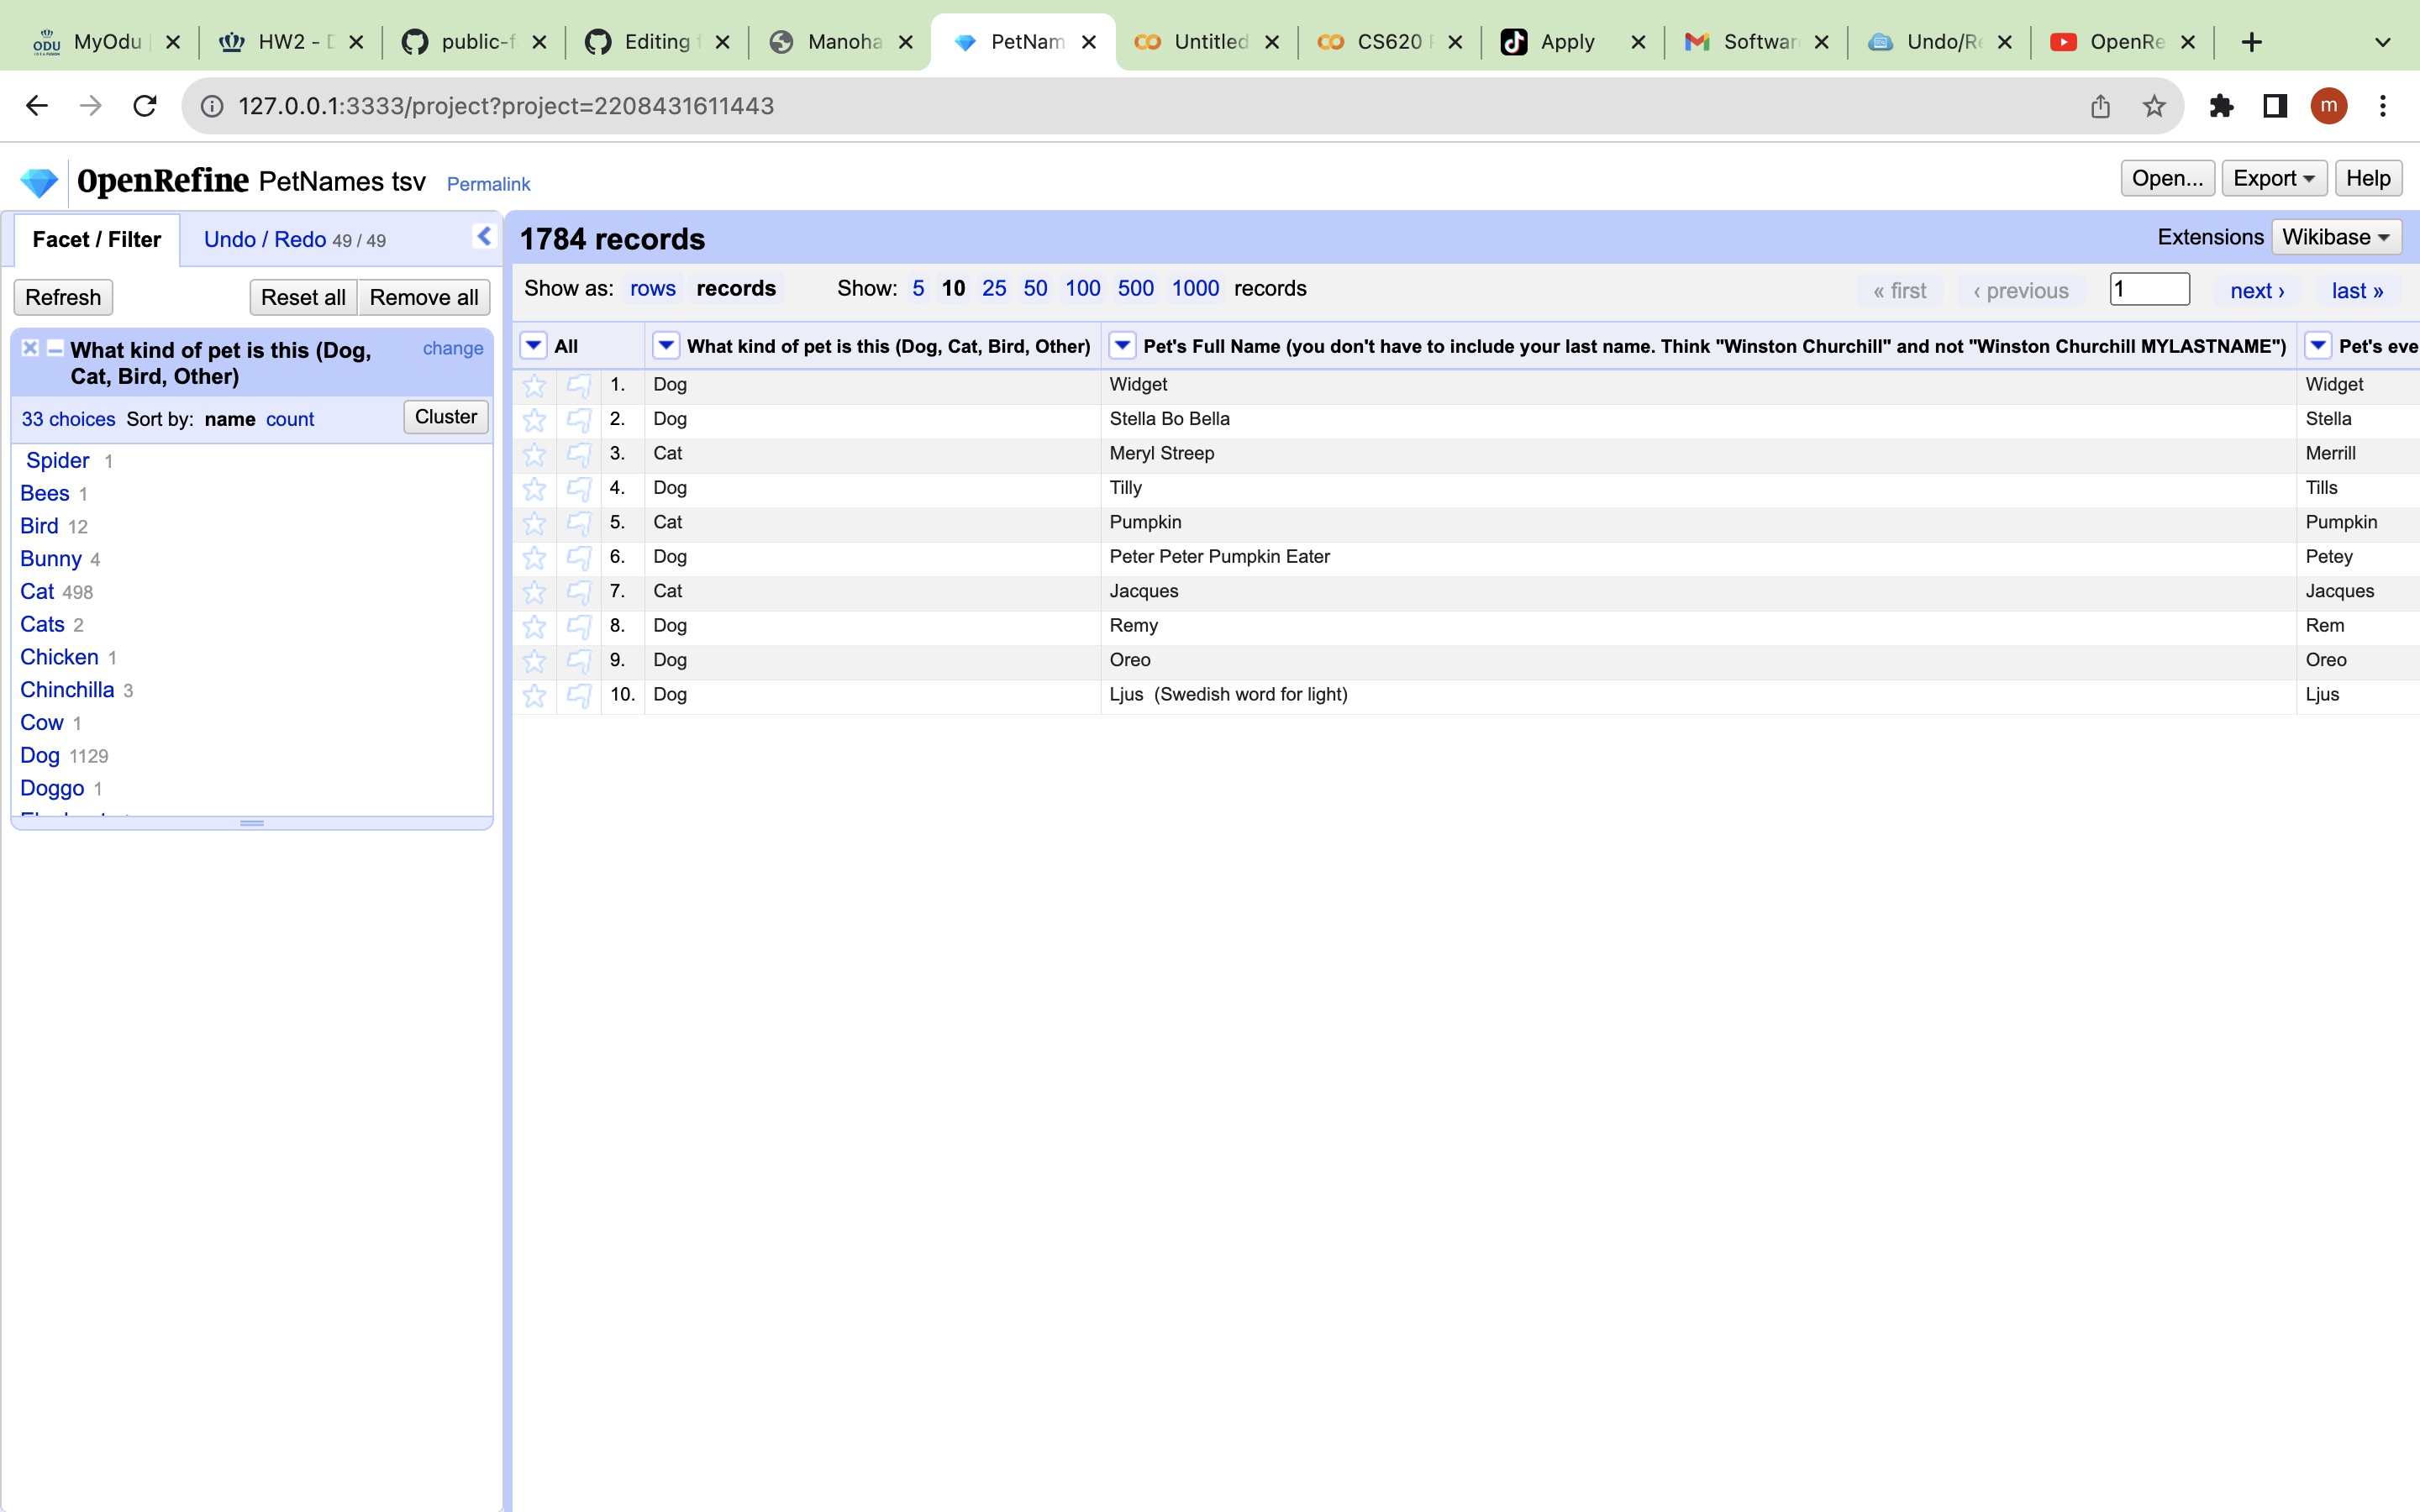 MyOdu HW2 - public-f Editing Manoha PetNam Untitled CS620 Apply Softwar Undo/Re OpenRe
127.0.0.1:3333/project?project=2208431611443 m
OpenRefine PetNames tsv Permalink Open... Export Help
Facet / Filter Undo / Redo 49 / 49 1784 records Extensions Wikibase
Refresh Reset all Remove all Show as: rows records Show: 5 10 25 50 100 500 1000 records « first ‹ previous 1 next › last »
What kind of pet is this (Dog, change
Cat, Bird, Other)
33 choices Sort by: name count Cluster
Spider 1
Bees 1
Bird 12
Bunny 4
Cat 498
Cats 2
Chicken 1
Chinchilla 3
Cow 1
Dog 1129
Doggo 1
All What kind of pet is this (Dog, Cat, Bird, Other) Pet's Full Name (you don't have to include your last name. Think "Winston Churchill" and not "Winston Churchill MYLASTNAME") Pet's eve
1. Dog Widget Widget
2. Dog Stella Bo Bella Stella
3. Cat Meryl Streep Merrill
4. Dog Tilly Tills
5. Cat Pumpkin Pumpkin
6. Dog Peter Peter Pumpkin Eater Petey
7. Cat Jacques Jacques
8. Dog Remy Rem
9. Dog Oreo Oreo
10. Dog Ljus (Swedish word for light) Ljus